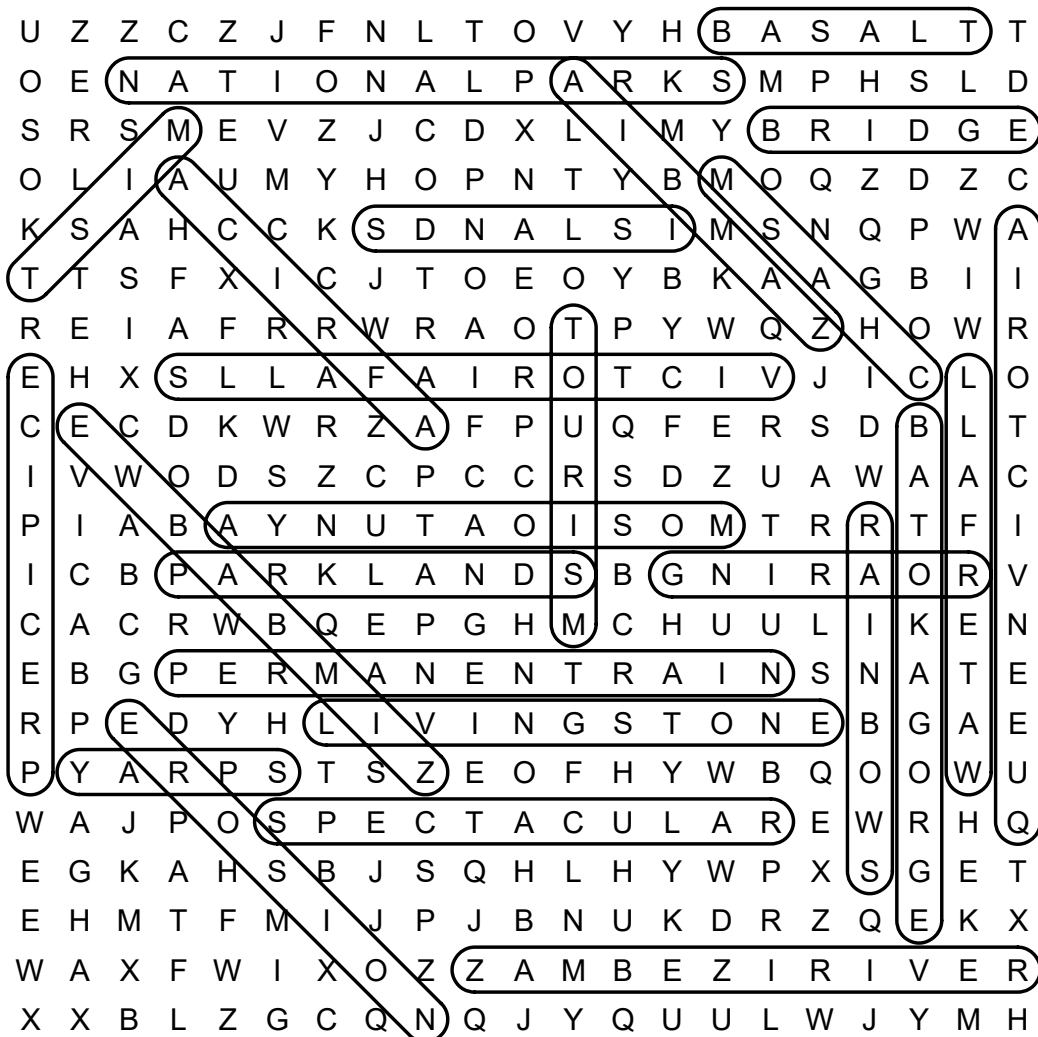 U Z Z C Z J F N L T O V Y H B A S A L T T
O E N A T I O N A L P A R K S M P H S L D
S R S M E V Z J C D X L I M Y B R I D G E
O L I A U M Y H O P N T Y B M O Q Z D Z C
K S A H C C K S D N A L S I M S N Q P W A
T T S F X I C J T O E O Y B K A A G B I I
R E I A F R R W R A O T P Y W Q Z H O W R
E H X S L L A F A I R O T C I V J I C L O
C E C D K W R Z A F P U Q F E R S D B L T
I V W O D S Z C P C C R S D Z U A W A A C
P I A B A Y N U T A O I S O M T R R T F I
I C B P A R K L A N D S B G N I R A O R V
C A C R W B Q E P G H M C H U U L I K E N
E B G P E R M A N E N T R A I N S N A T E
R P E D Y H L I V I N G S T O N E B G A E
P Y A R P S T S Z E O F H Y W B Q O O W U
W A J P O S P E C T A C U L A R E W R H Q
E G K A H S B J S Q H L H Y W P X S G E T
E H M T F M I J P J B N U K D R Z Q E K X
W A X F W I X O Z Z A M B E Z I R I V E R
X X B L Z G C Q N Q J Y Q U U L W J Y M H